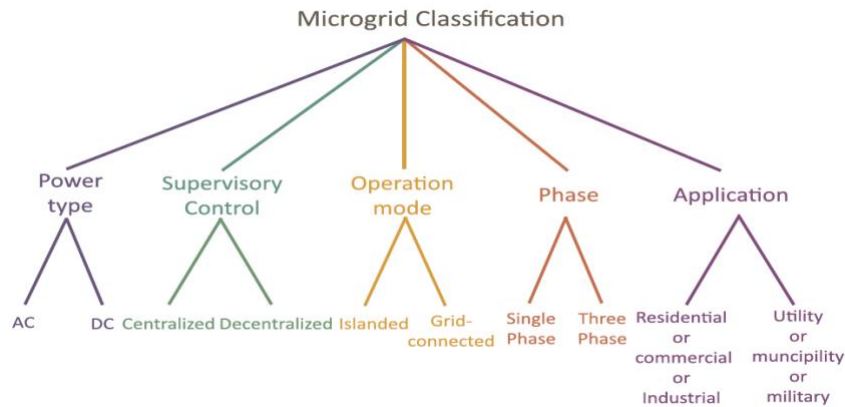 Microgrid Classification
Power
type
Supervisory
Control
Operation
mode
Phase
Application
AC
DC
Centralized
Decentralized
Islanded
Grid-
connected
Single
Phase
Three
Phase
Residential
or
commercial
or
Industrial
Utility
or
muncipility
or
military